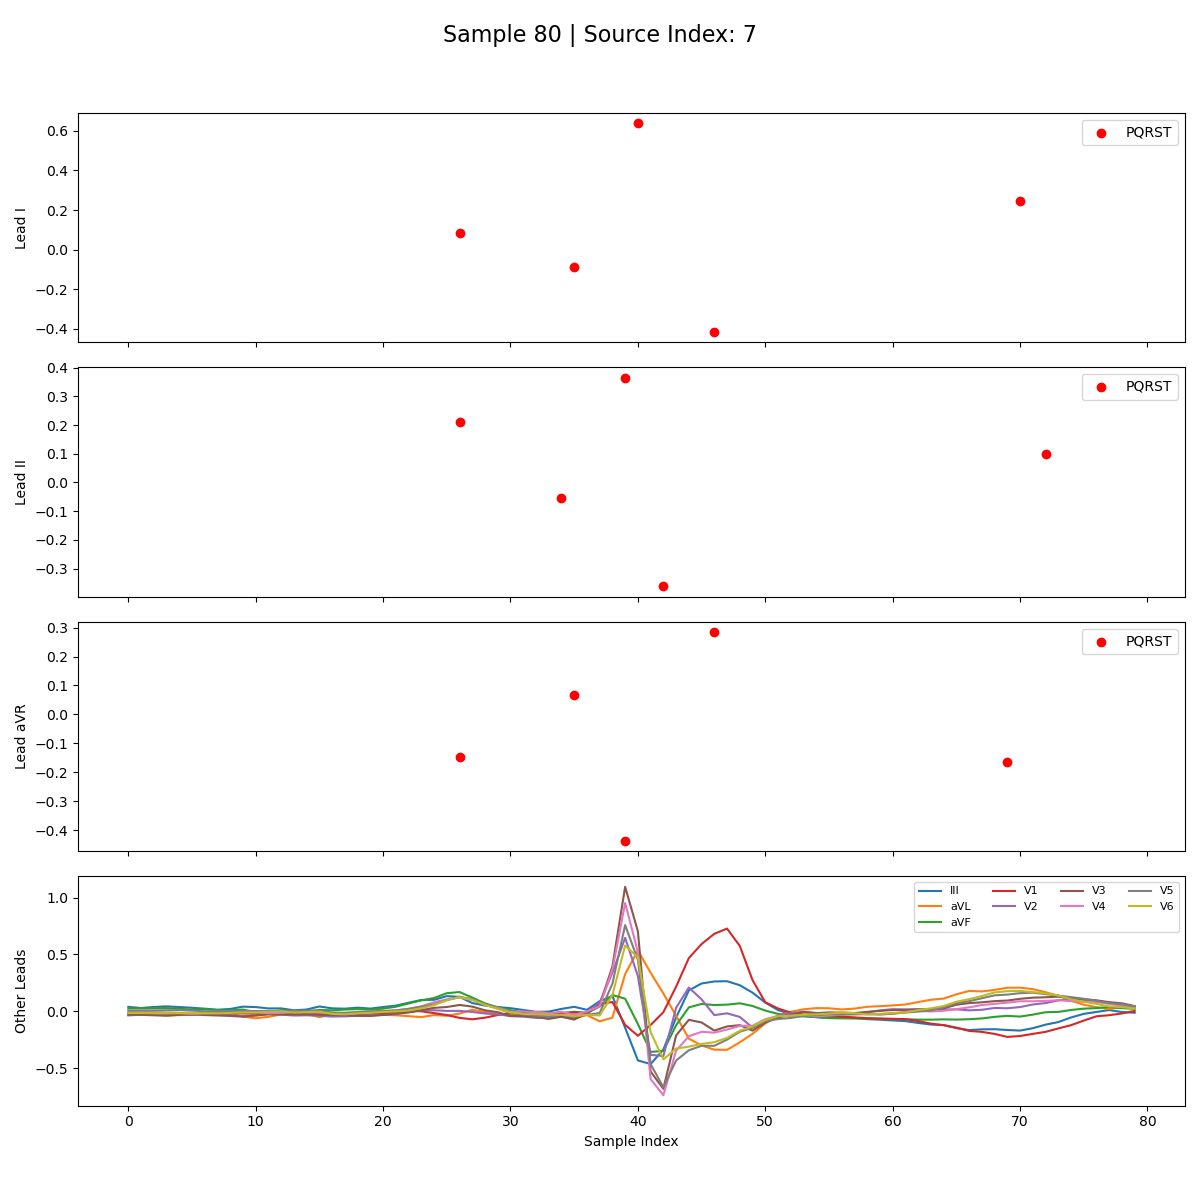 Sample 80 | Source Index: 7
Lead I
0.6
0.4
0.2
0.0
−0.2
−0.4
PQRST
Lead II
0.4
0.3
0.2
0.1
0.0
−0.1
−0.2
−0.3
PQRST
Lead aVR
0.3
0.2
0.1
0.0
−0.1
−0.2
−0.3
−0.4
PQRST
Other Leads
1.0
0.5
0.0
−0.5
III V1 V3 V5
aVL V2 V4 V6
aVF
0 10 20 30 40 50 60 70 80
Sample Index